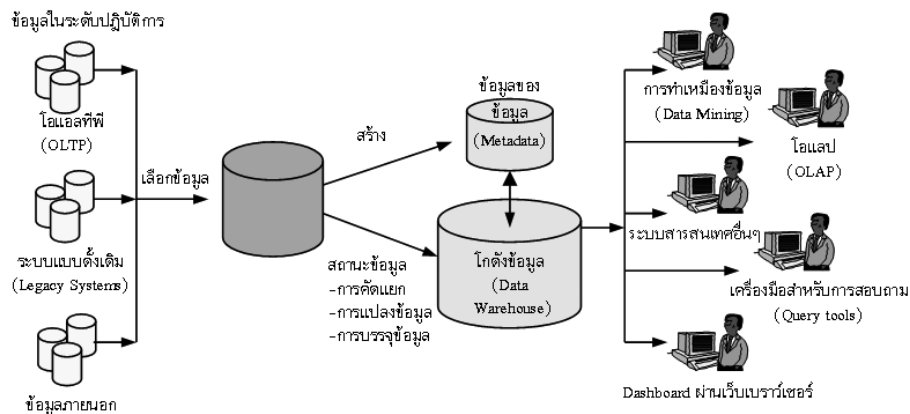 ข้อมูลในระดับปฏิบัติการ
โอแอลทีพี
(OLTP)
ระบบแบบดั้งเดิม
(Legacy Systems)
ข้อมูลภายนอก
เลือกข้อมูล
สร้าง
สถานะข้อมูล
-การคัดแยก
-การแปลงข้อมูล
-การบรรจุข้อมูล
ข้อมูลของ
ข้อมูล
(Metadata)
โกดังข้อมูล
(Data
Warehouse)
การทำเหมืองข้อมูล
(Data Mining)
โอแลป
(OLAP)
ระบบสารสนเทศอื่นๆ
เครื่องมือสำหรับการสอบถาม
(Query tools)
Dashboard ผ่านเว็บเบราว์เซอร์